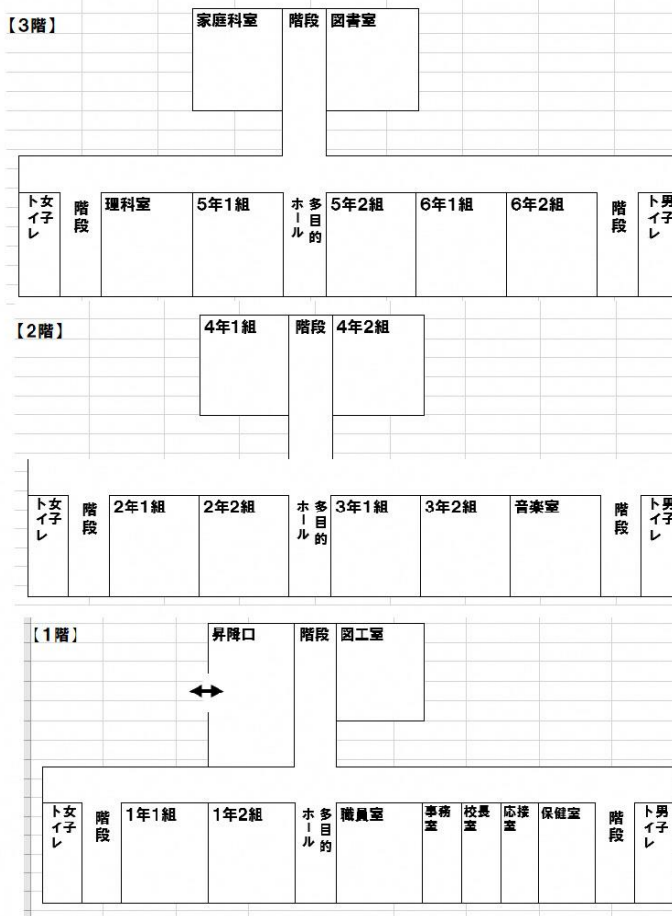 【3階】
家庭科室
階段
図書室
女子トイレ
階段
理科室
5年1組
多目的ホール
5年2組
6年1組
6年2組
階段
男子トイレ
【2階】
4年1組
階段
4年2組
女子トイレ
階段
2年1組
2年2組
多目的ホール
3年1組
3年2組
音楽室
階段
男子トイレ
【1階】
昇降口
階段
図工室
女子トイレ
階段
1年1組
1年2組
多目的ホール
職員室
事務室
校長室
応接室
保健室
階段
男子トイレ